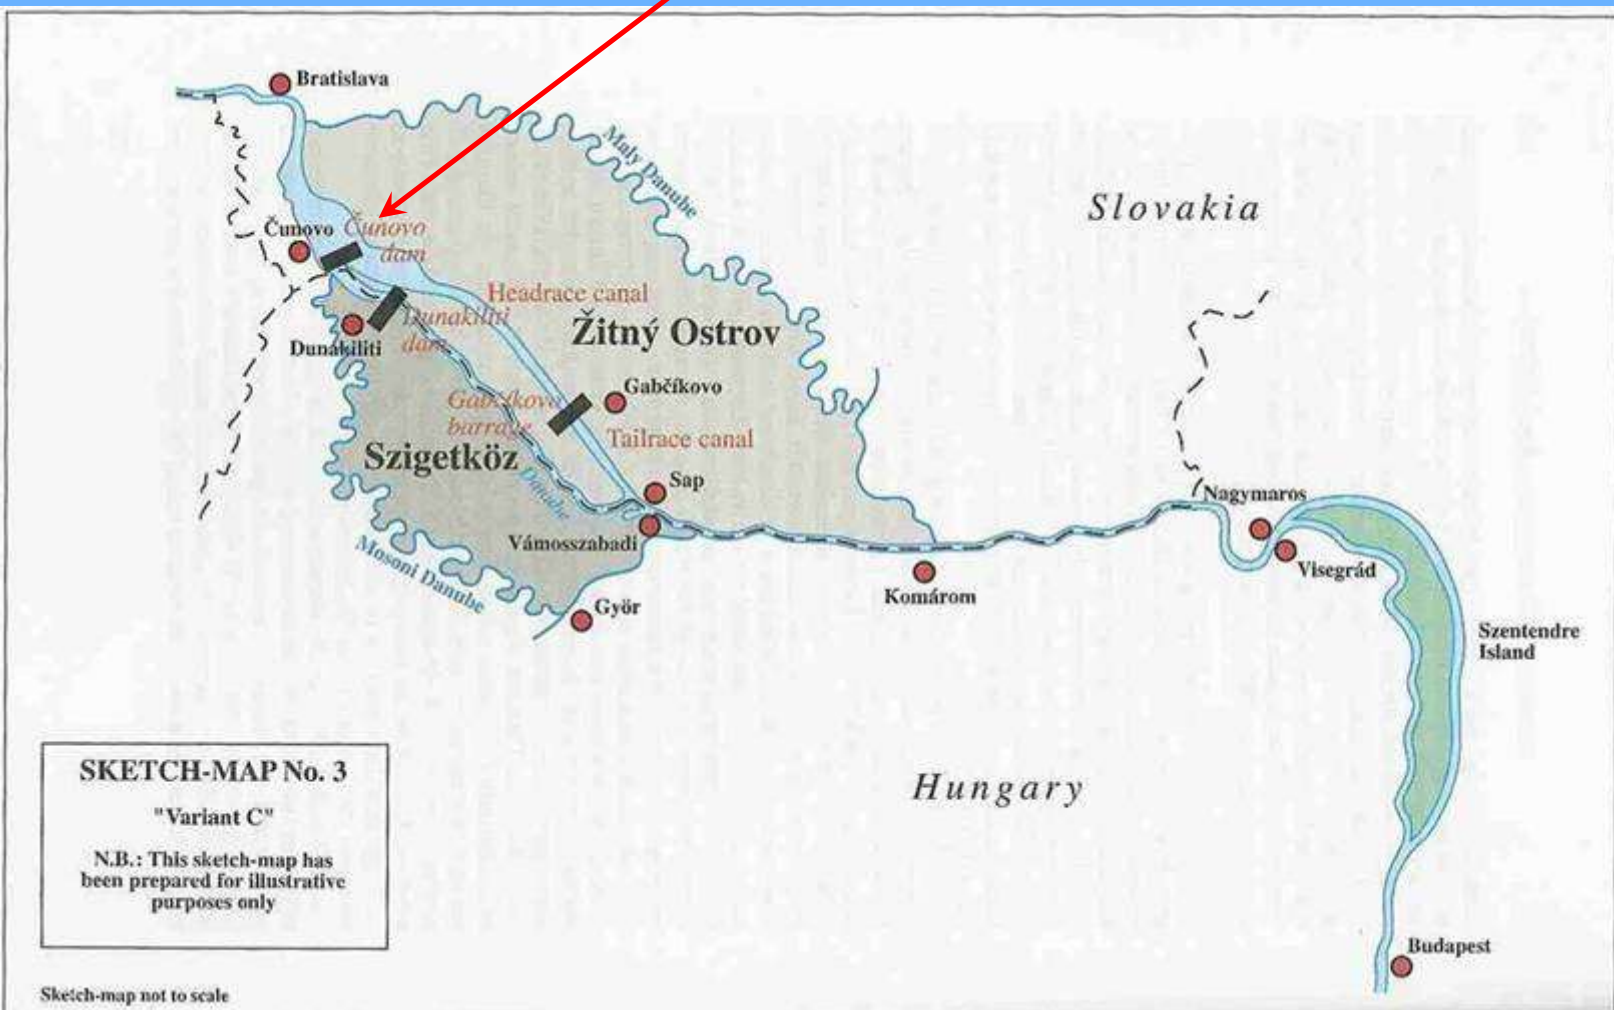 Bratislava
Maly Danube
Slovakia
Čunovo
Čunovo
dam
Headrace canal
Dunakiliti
dam
Žitný Ostrov
Dunakiliti
Gabčíkovo
Gabčíkovo
barrage
Tailrace canal
Szigetköz
Sap
Danube
Nagymaros
Vámosszabadi
Mosoni Danube
Visegrád
Komárom
Györ
Szentendre
Island
SKETCH-MAP No. 3
"Variant C"
N.B.: This sketch-map has
been prepared for illustrative
purposes only
Hungary
Budapest
Sketch-map not to scale